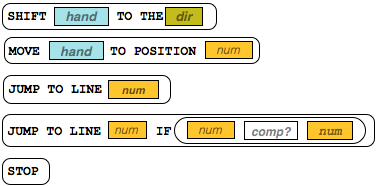 SHIFT hand TO THE dir
MOVE hand TO POSITION num
JUMP TO LINE num
JUMP TO LINE num IF num comp? num
STOP